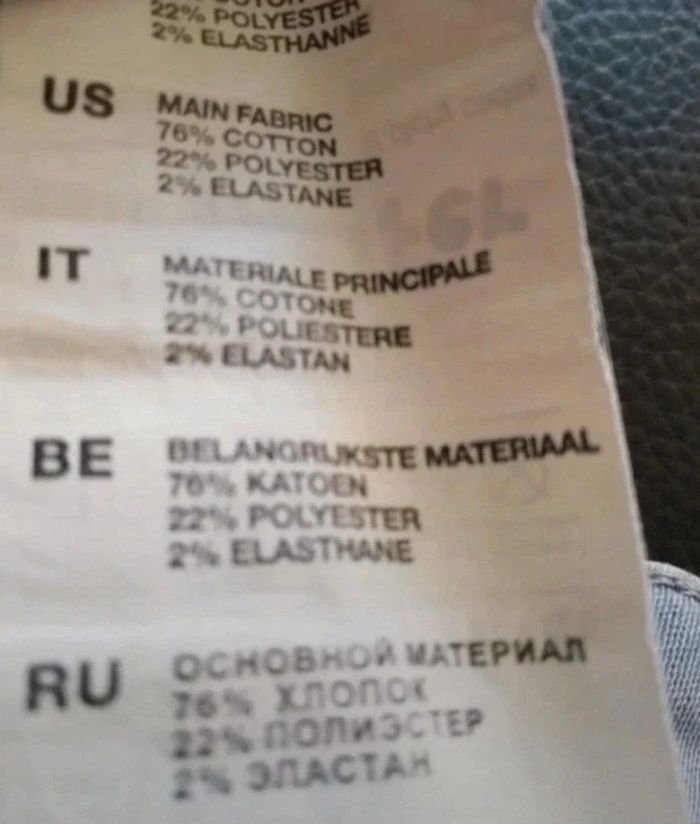 22% POLYESTER
2% ELASTHANNE
US
MAIN FABRIC
76% COTTON
22% POLYESTER
2% ELASTANE
IT
MATERIALE PRINCIPALE
76% COTONE
22% POLIESTERE
2% ELASTAN
BE
BELANGRIJKSTE MATERIAAL
76% KATOEN
22% POLYESTER
2% ELASTHANE
RU
ОСНОВНОЙ МАТЕРИАЛ
76% ХЛОПОК
22% ПОЛИЭСТЕР
2% ЭЛАСТАН